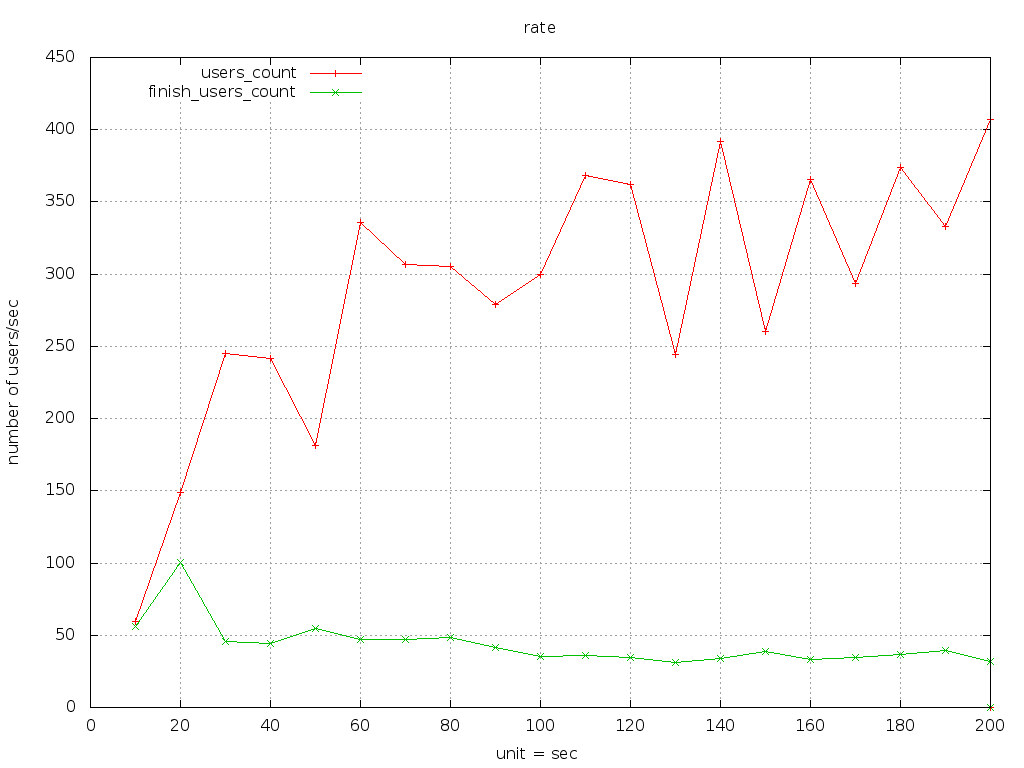 rate
users_count
finish_users_count
450
400
350
300
250
200
150
100
50
0
number of users/sec
0 20 40 60 80 100 120 140 160 180 200
unit = sec